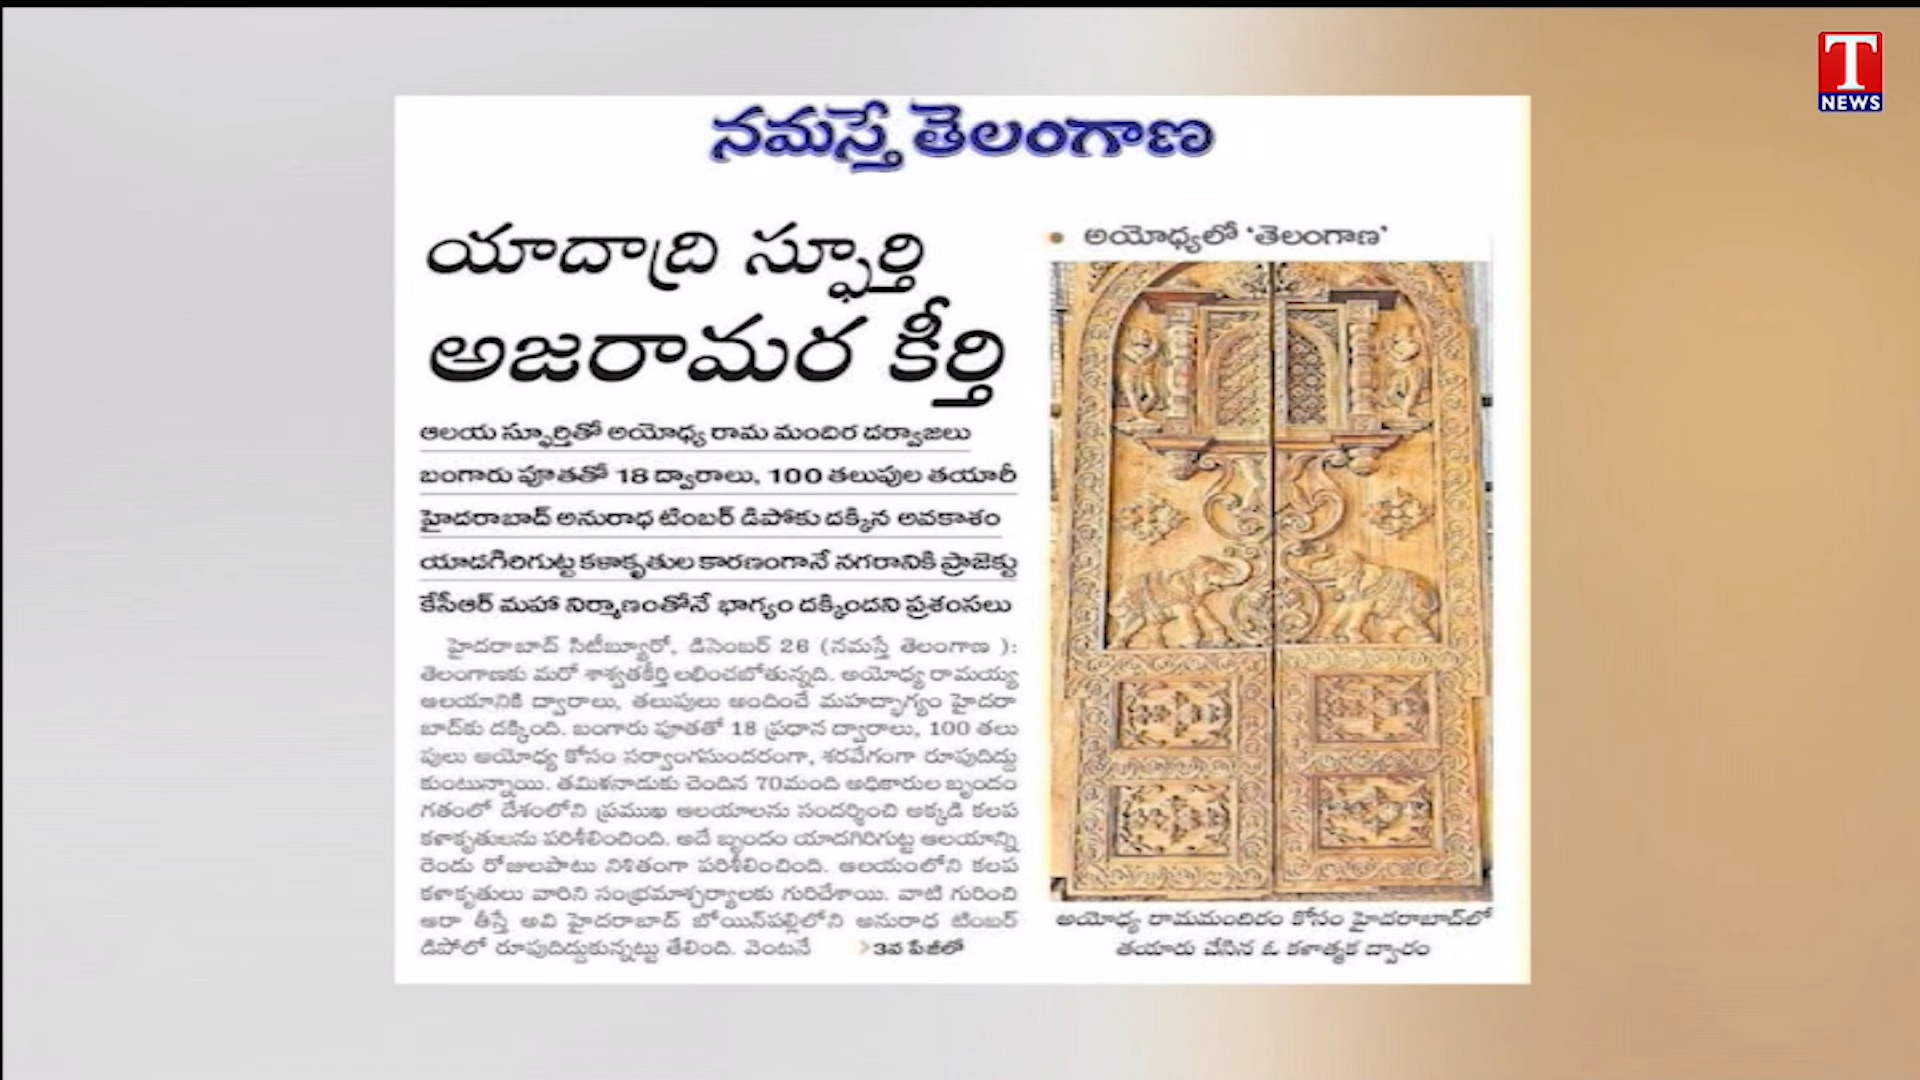 T
NEWS
నమస్తే తెలంగాణ
యాదాద్రి స్ఫూర్తి
అజరామర కీర్తి
ఆలయ స్ఫూర్తితో అయోధ్య రామ మందిర దర్వాజలు
బంగారు పూతతో 18 ద్వారాలు, 100 తలుపుల తయారీ
హైదరాబాద్ అనురాధ టింబర్ డిపోకు దక్కిన అవకాశం
యాదగిరిగుట్ట కళాకృతుల కారణంగానే నగరానికి ప్రాజెక్టు
కేసీఆర్ మహా నిర్మాణంతోనే భాగ్యం దక్కిందని ప్రశంసలు
హైదరాబాద్ సిటీబ్యూరో, డిసెంబర్ 26 (నమస్తే తెలంగాణ ):
తెలంగాణకు మరో శాశ్వతకీర్తి లభించబోతున్నది. అయోధ్య రామయ్య
ఆలయానికి ద్వారాలు, తలుపులు అందించే మహద్భాగ్యం హైదరా
బాద్‌కు దక్కింది. బంగారు పూతతో 18 ప్రధాన ద్వారాలు, 100 తలు
పులు అయోధ్య కోసం సర్వాంగసుందరంగా, శరవేగంగా రూపుదిద్దు
కుంటున్నాయి. తమిళనాడుకు చెందిన 70మంది అధికారుల బృందం
గతంలో దేశంలోని ప్రముఖ ఆలయాలను సందర్శించి అక్కడి కలప
కళాకృతులను పరిశీలించింది. అదే బృందం యాదగిరిగుట్ట ఆలయాన్ని
రెండు రోజులపాటు నిశితంగా పరిశీలించింది. ఆలయంలోని కలప
కళాకృతులు వారిని సంభ్రమాశ్చర్యాలకు గురిచేశాయి. వాటి గురించి
ఆరా తీస్తే అవి హైదరాబాద్ బోయిన్‌పల్లిలోని అనురాధ టింబర్
డిపోలో రూపుదిద్దుకున్నట్టు తేలింది. వెంటనే >3వ పేజీలో
• అయోధ్యలో ‘తెలంగాణ’
అయోధ్య రామమందిరం కోసం హైదరాబాద్‌లో
తయారు చేసిన ఓ కళాత్మక ద్వారం